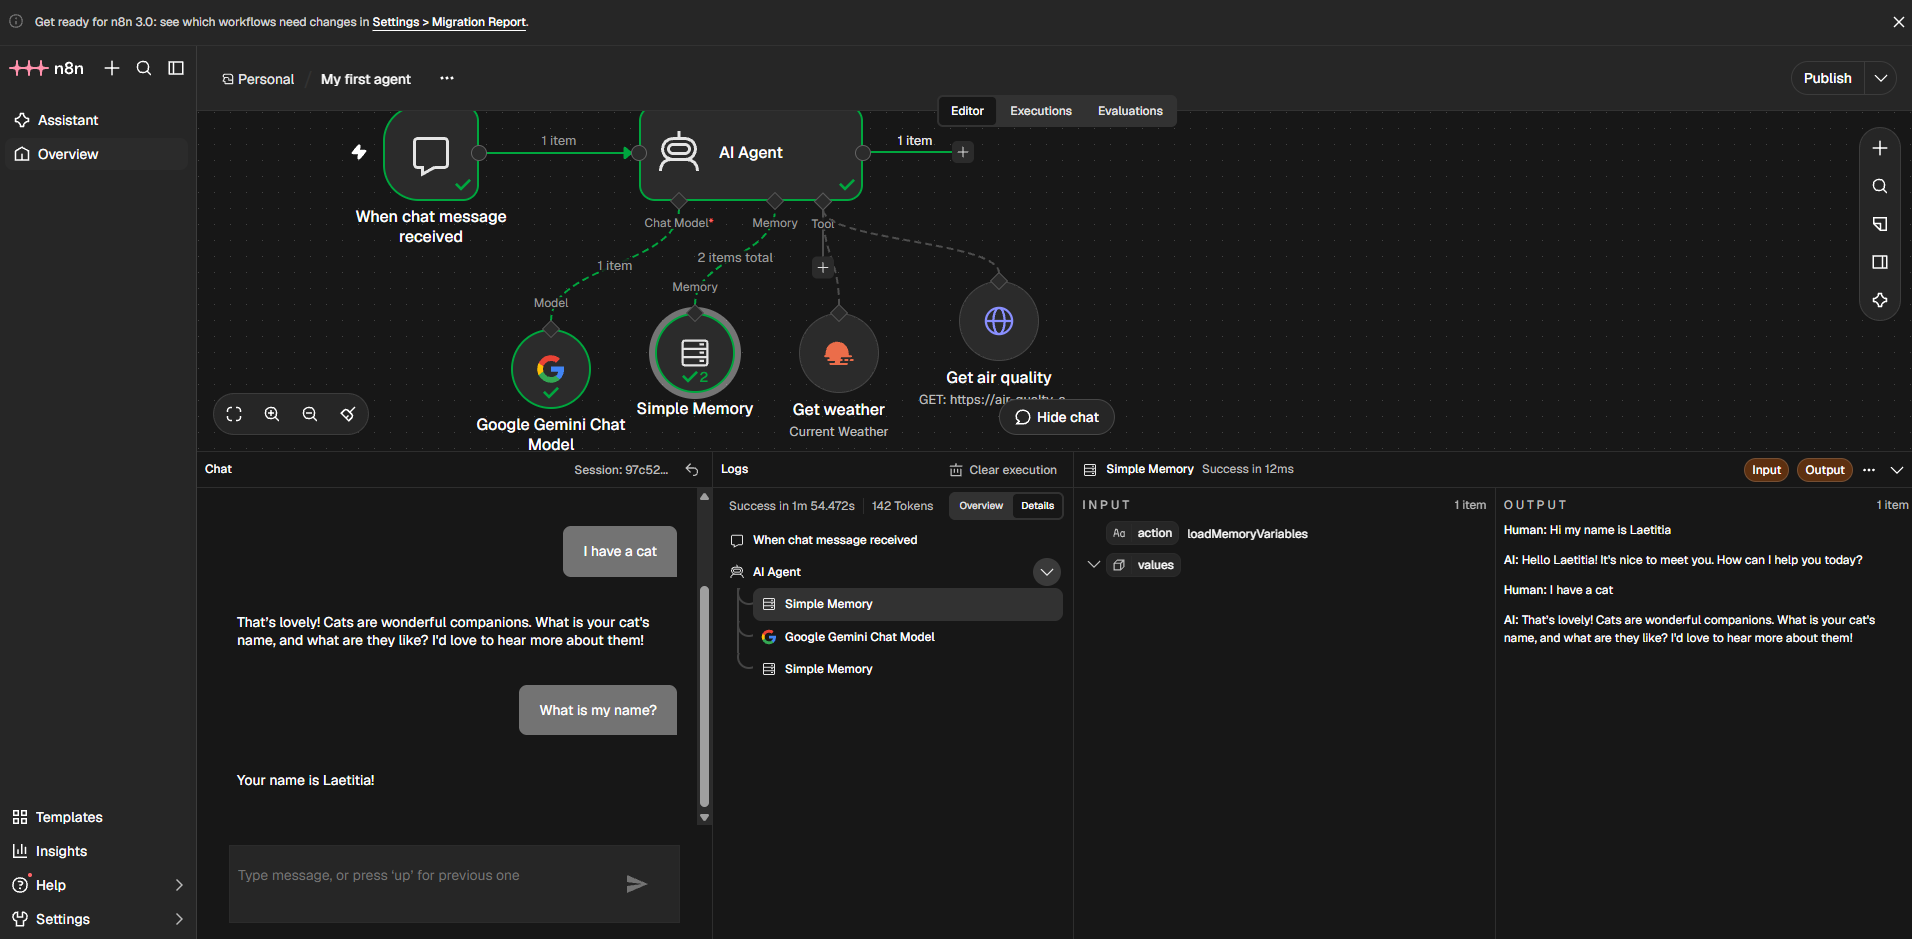 Get ready for n8n 3.0: see which workflows need changes in Settings > Migration Report.
n8n
Personal / My first agent
Publish
Assistant
Overview
Editor
Executions
Evaluations
1 item
AI Agent
1 item
When chat message
received
Chat Model*
Memory
Tool
1 item
2 items total
Model
Memory
2
Google Gemini Chat
Model
Simple Memory
Get weather
Current Weather
Get air quality
GET: https://air-
Hide chat
Templates
Insights
Help
Settings
Chat
Session: 97c52...
I have a cat
That's lovely! Cats are wonderful companions. What is your cat's
name, and what are they like? I'd love to hear more about them!
What is my name?
Your name is Laetitia!
Type message, or press 'up' for previous one
Logs
Clear execution
Success in 1m 54.472s
142 Tokens
Overview
Details
When chat message received
AI Agent
Simple Memory
Google Gemini Chat Model
Simple Memory
Simple Memory Success in 12ms
Input
Output
INPUT
1 item
Aa action loadMemoryVariables
values
OUTPUT
1 item
Human: Hi my name is Laetitia
AI: Hello Laetitia! It's nice to meet you. How can I help you today?
Human: I have a cat
AI: That's lovely! Cats are wonderful companions. What is your cat's
name, and what are they like? I'd love to hear more about them!